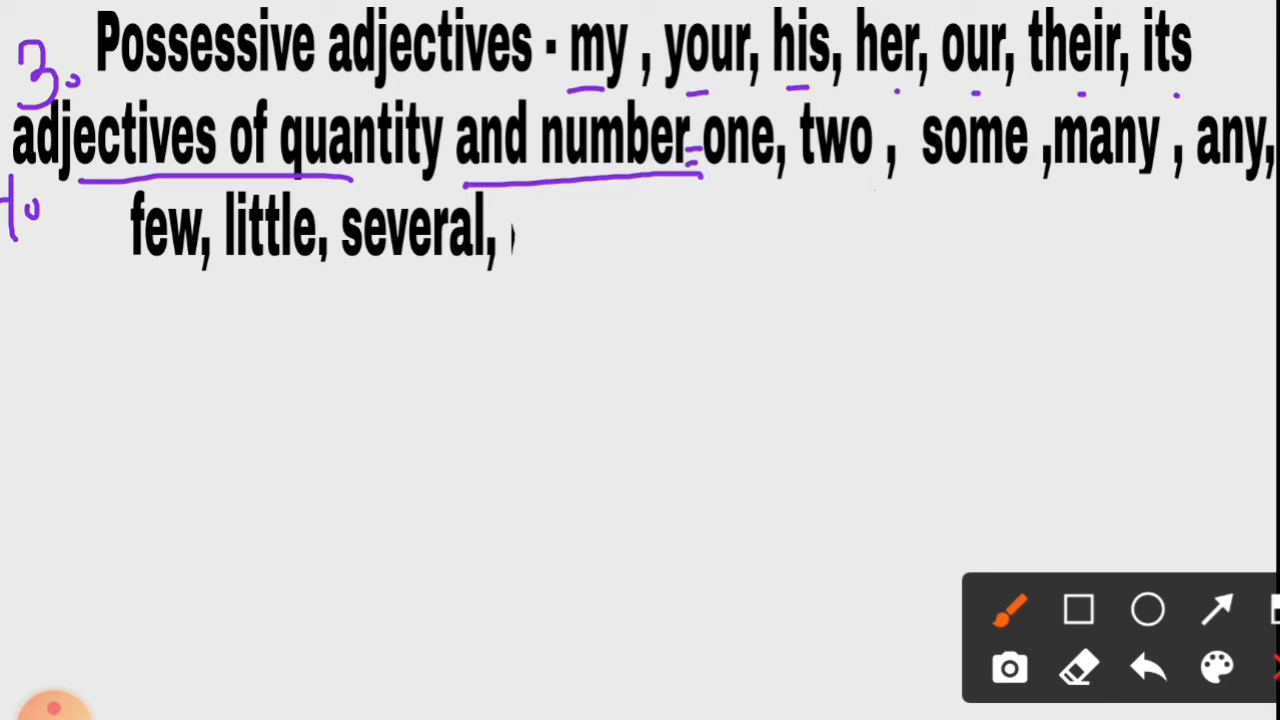 3. Possessive adjectives - my , your, his, her, our, their, its
adjectives of quantity and number= one, two , some ,many , any,
few, little, several,